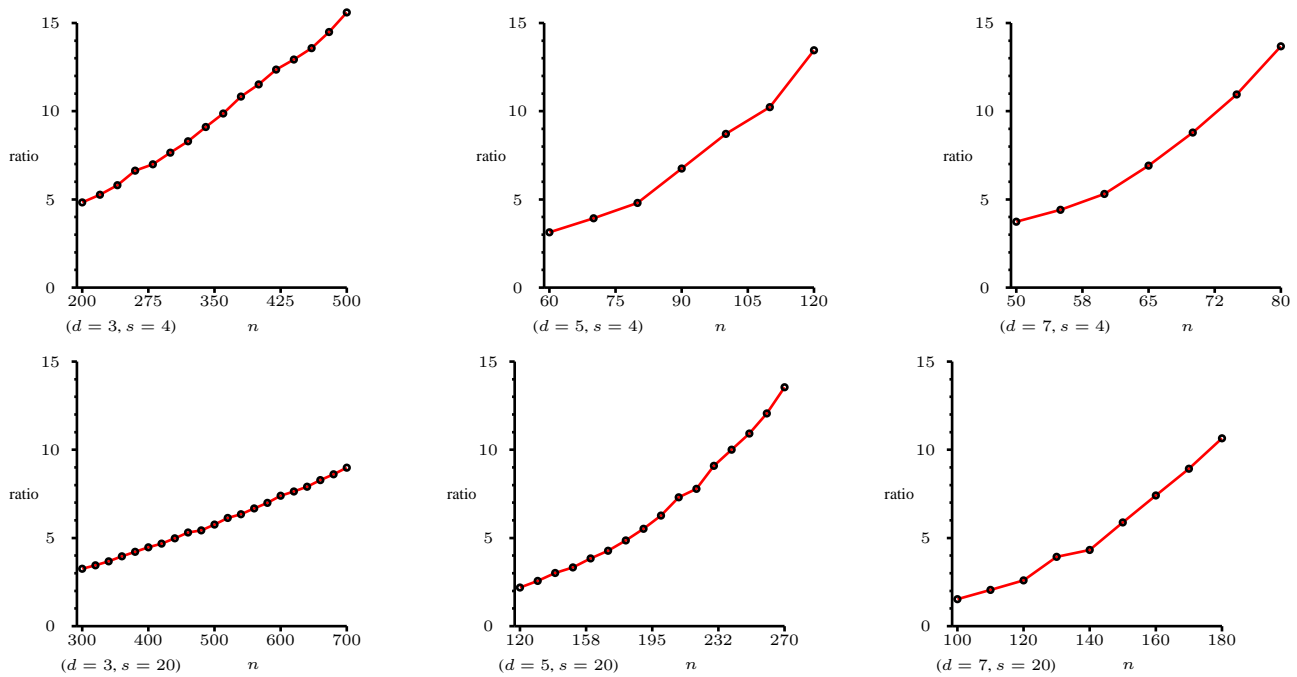 15
10
ratio
5
0
200 275 350 425 500
(d = 3, s = 4) n
15
10
ratio
5
0
60 75 90 105 120
(d = 5, s = 4) n
15
10
ratio
5
0
50 58 65 72 80
(d = 7, s = 4) n
15
10
ratio
5
0
300 400 500 600 700
(d = 3, s = 20) n
15
10
ratio
5
0
120 158 195 232 270
(d = 5, s = 20) n
15
10
ratio
5
0
100 120 140 160 180
(d = 7, s = 20) n